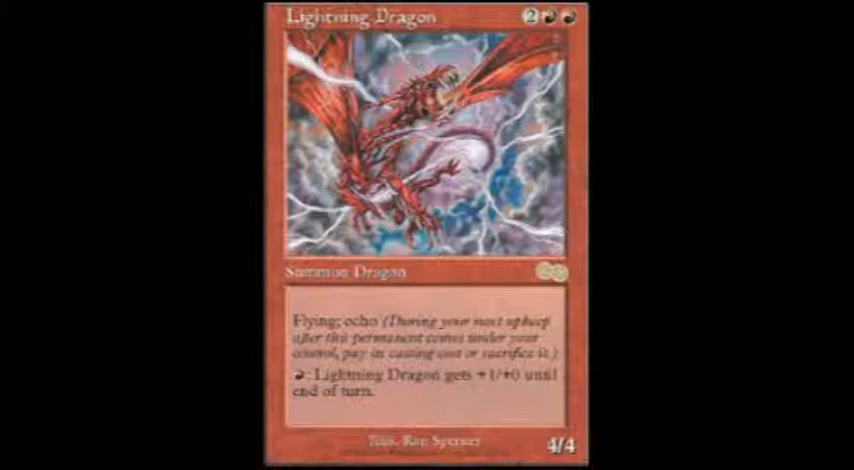 Lightning Dragon 2
Summon Dragon
Flying; echo (During your next upkeep
after this permanent comes under your
control, pay its casting cost or sacrifice it.)
: Lightning Dragon gets +1/+0 until
end of turn.
Illus. Ron Spencer
4/4